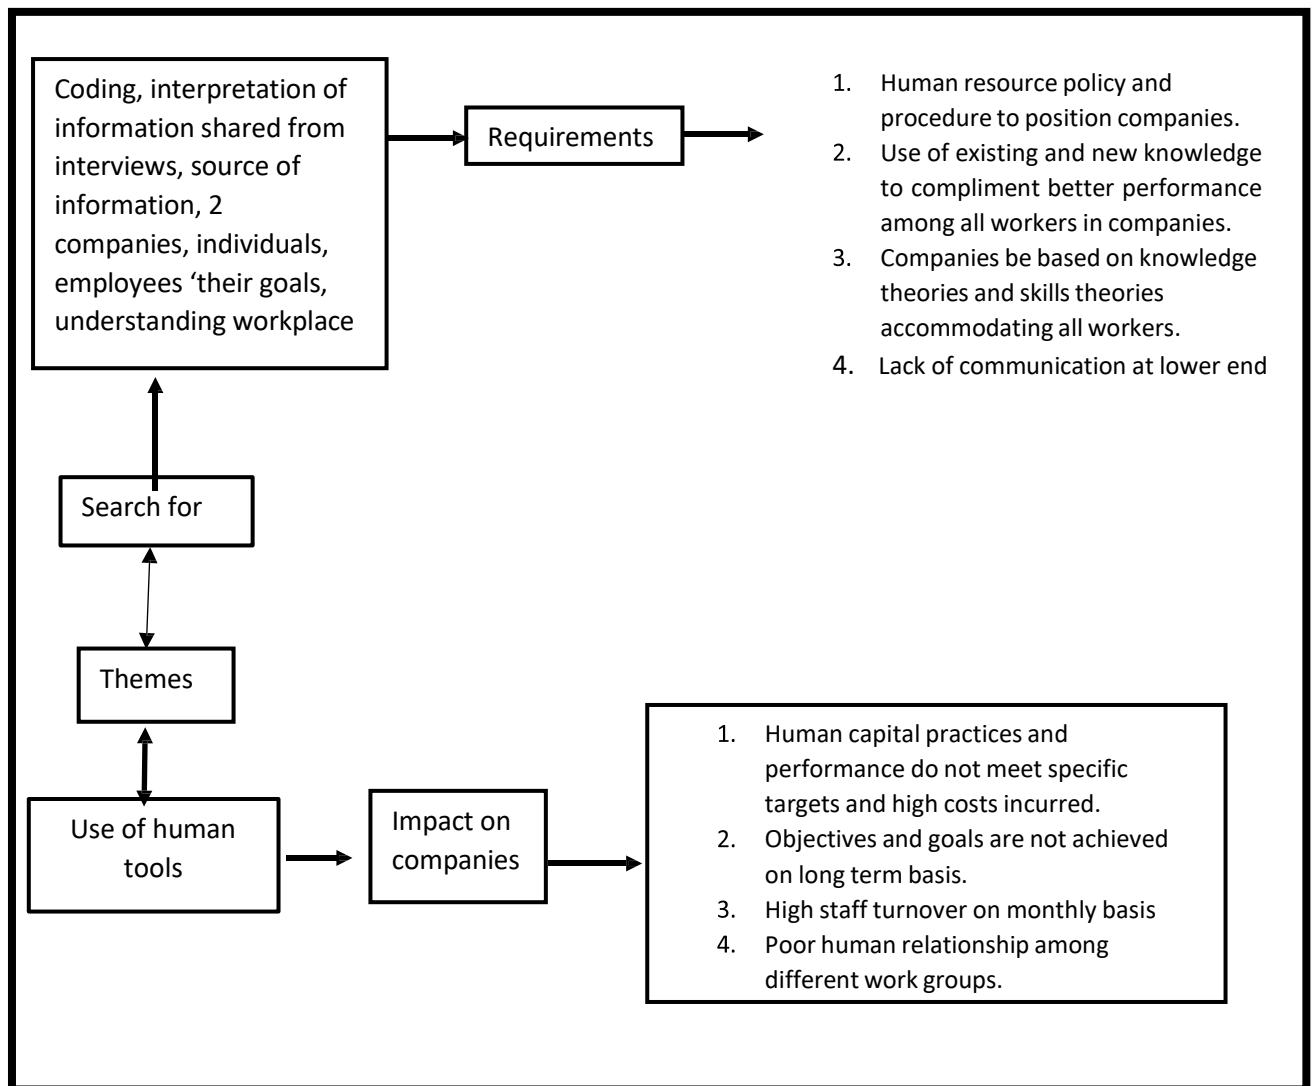 Coding, interpretation of
information shared from
interviews, source of
information, 2
companies, individuals,
employees ‘their goals,
understanding workplace
Requirements
1. Human resource policy and
procedure to position companies.
2. Use of existing and new knowledge
to compliment better performance
among all workers in companies.
3. Companies be based on knowledge
theories and skills theories
accommodating all workers.
4. Lack of communication at lower end
Search for
Themes
Use of human
tools
Impact on
companies
1. Human capital practices and
performance do not meet specific
targets and high costs incurred.
2. Objectives and goals are not achieved
on long term basis.
3. High staff turnover on monthly basis
4. Poor human relationship among
different work groups.